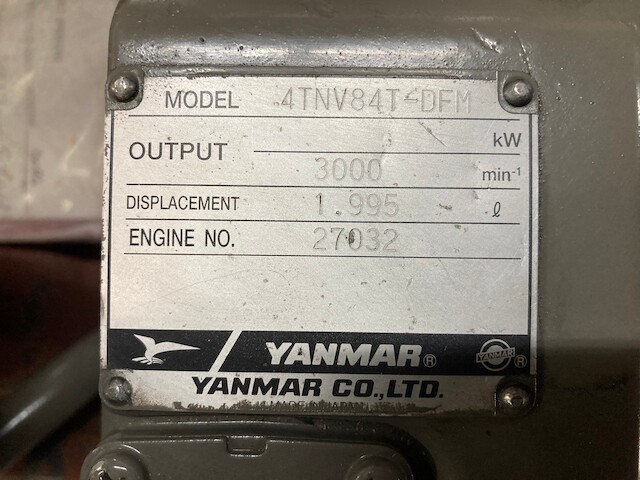 MODEL 4TNV84T-DFM
kW
OUTPUT
3000 min-1
DISPLACEMENT 1.995 ℓ
ENGINE NO. 27032
YANMAR® YANMAR ®
YANMAR CO.,LTD.